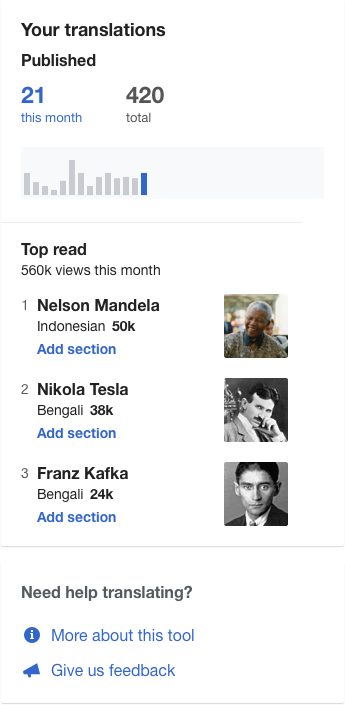 Your translations
Published
21 420
this month total
Top read
560k views this month
1 Nelson Mandela
Indonesian 50k
Add section
2 Nikola Tesla
Bengali 38k
Add section
3 Franz Kafka
Bengali 24k
Add section
Need help translating?
More about this tool
Give us feedback